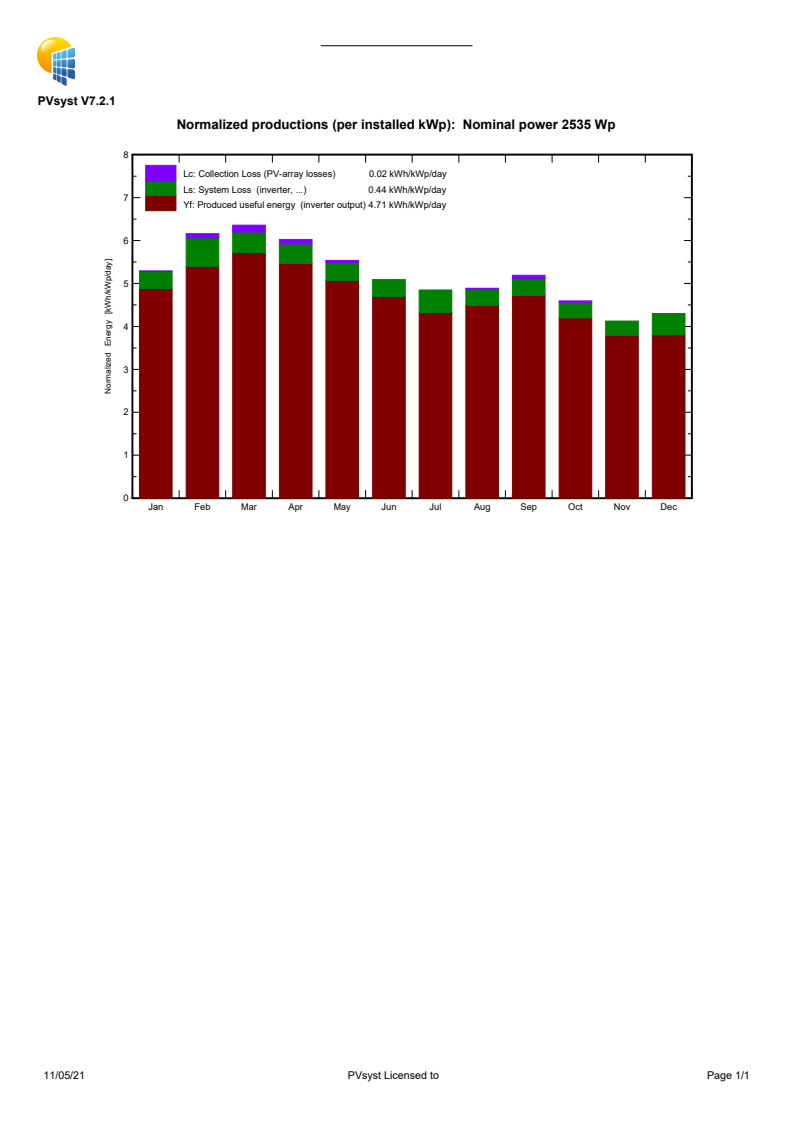 PVsyst V7.2.1
Normalized productions (per installed kWp):  Nominal power 2535 Wp
Lc: Collection Loss (PV-array losses) 0.02 kWh/kWp/day
Ls: System Loss (inverter, ...) 0.44 kWh/kWp/day
Yf: Produced useful energy (inverter output) 4.71 kWh/kWp/day
Normalized Energy [kWh/kWp/day]
8
7
6
5
4
3
2
1
0
Jan Feb Mar Apr May Jun Jul Aug Sep Oct Nov Dec
11/05/21 PVsyst Licensed to Page 1/1